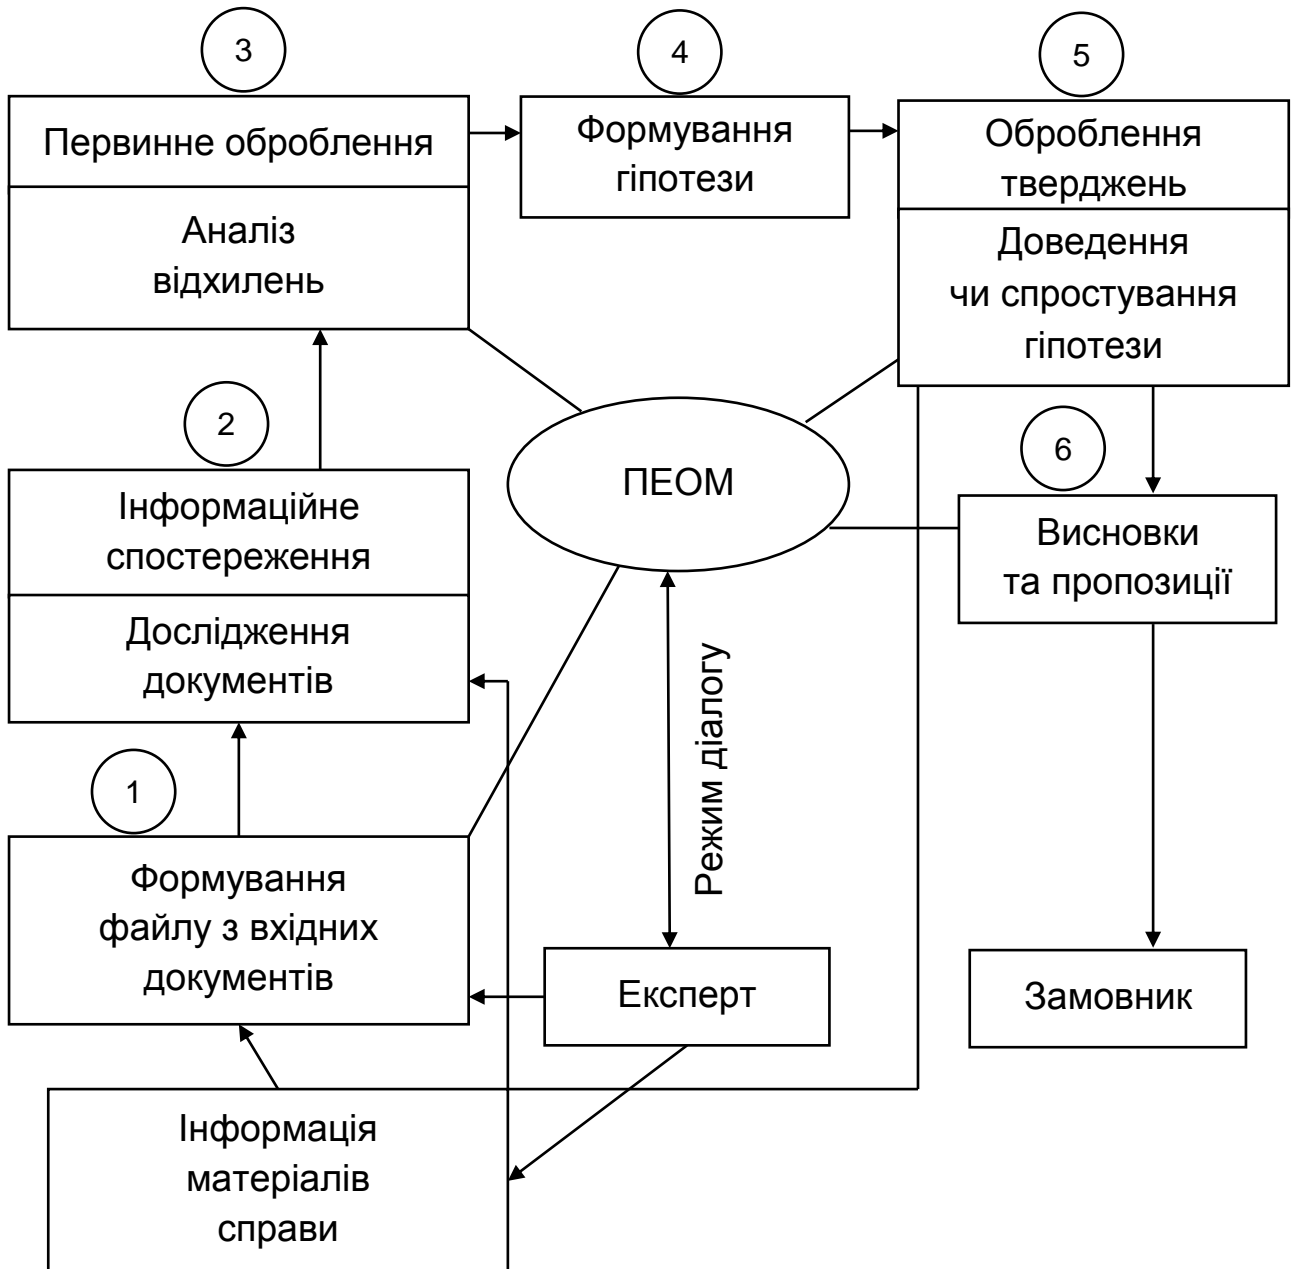 3
4
5
Первинне оброблення
Аналіз
відхилень
Формування
гіпотези
Оброблення
тверджень
Доведення
чи спростування
гіпотези
2
6
Інформаційне
спостереження
Дослідження
документів
ПЕОМ
Висновки
та пропозиції
Режим діалогу
1
Формування
файлу з вхідних
документів
Експерт
Замовник
Інформація
матеріалів
справи